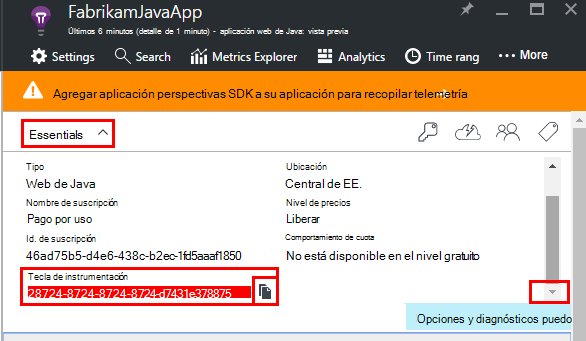 FabrikamJavaApp
Últimos 6 minutos (detalle de 1 minuto) - aplicación web de Java: vista previa
Settings Search Metrics Explorer Analytics Time rang ... More
Agregar aplicación perspectivas SDK a su aplicación para recopilar telemetría
Essentials
Tipo Ubicación
Web de Java Central de EE.
Nombre de suscripción Nivel de precios
Pago por uso Liberar
Id. de suscripción Comportamiento de cuota
46ad75b5-d4e6-438c-b2ec-1fd5aaaf1850 No está disponible en el nivel gratuito
Tecla de instrumentación
28724-8724-8724-8724-d7431e378875
Opciones y diagnósticos puedo